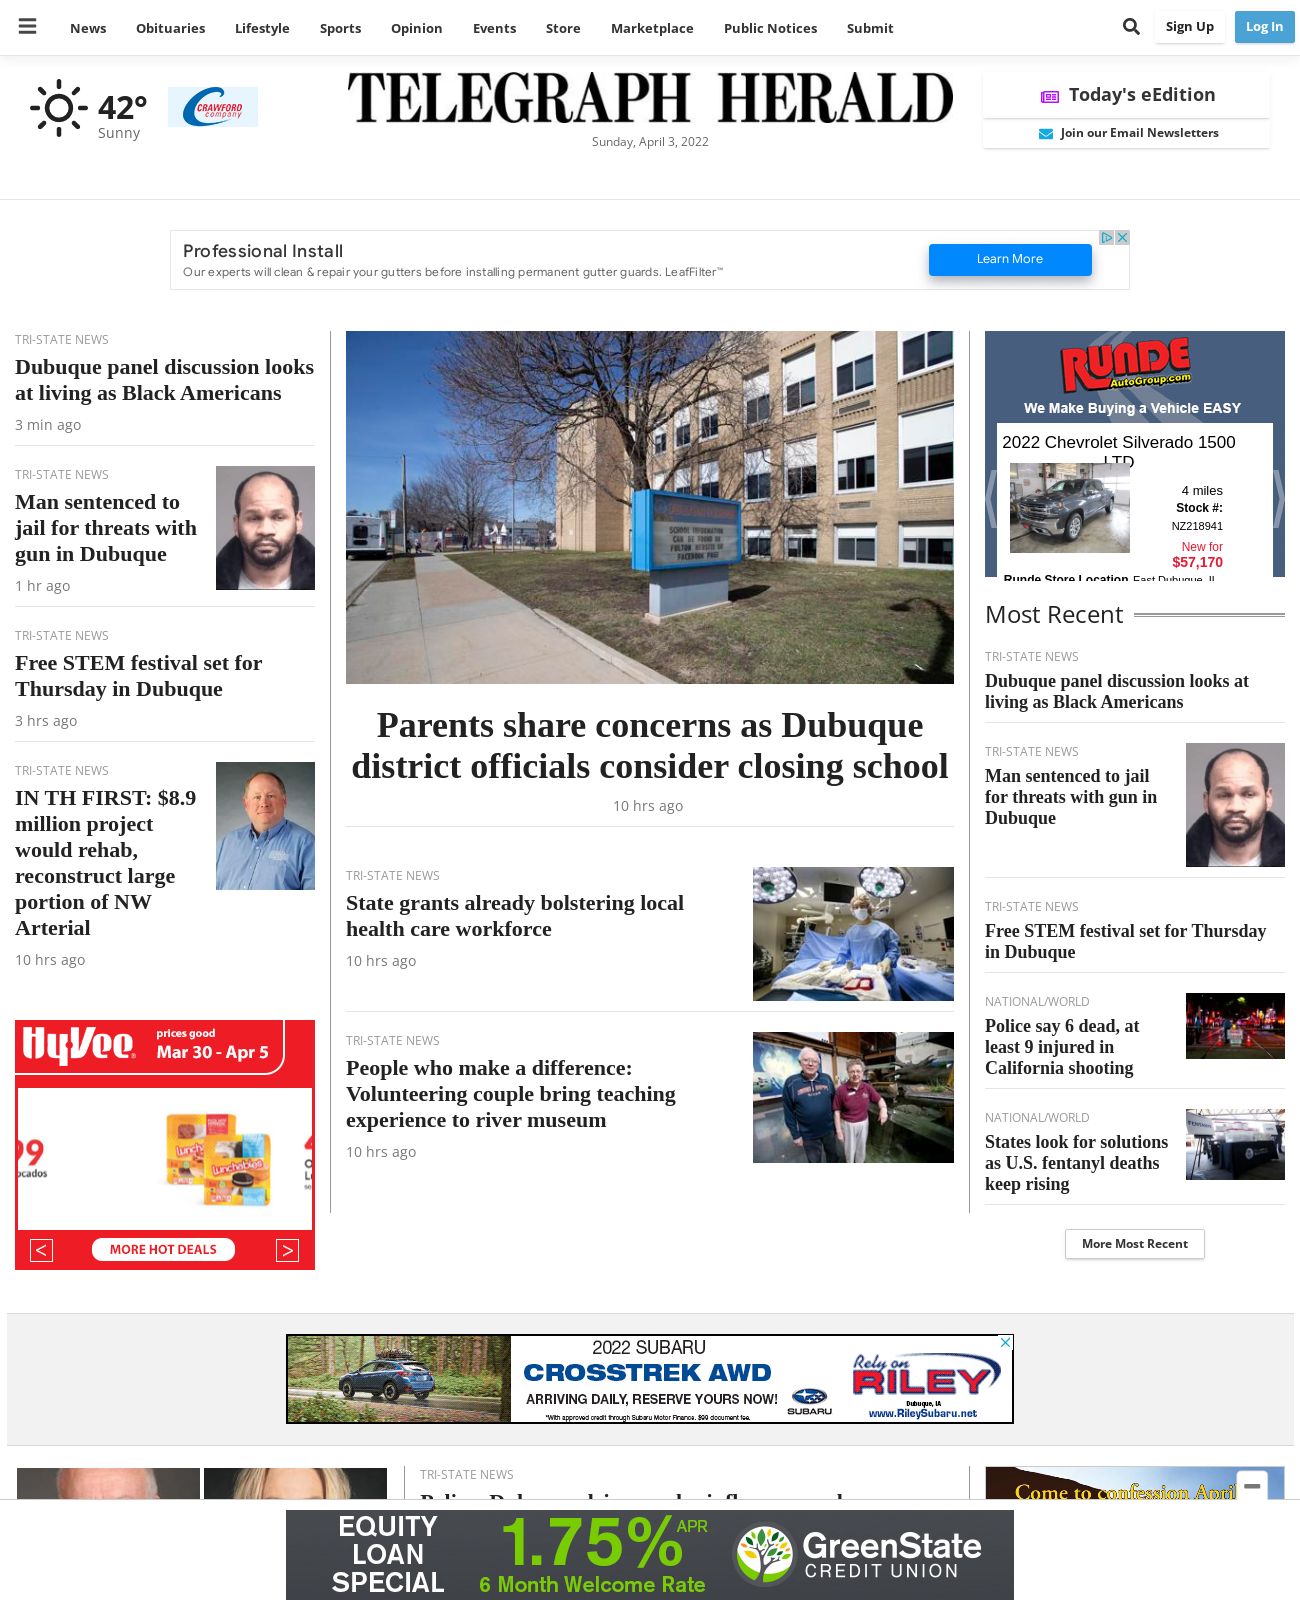 News Obituaries Lifestyle Sports Opinion Events Store Marketplace Public Notices Submit
Sign Up
Log In
42°
Sunny
CRAWFORD
company
TELEGRAPH HERALD
Sunday, April 3, 2022
Today's eEdition
Join our Email Newsletters
Professional Install
Our experts will clean & repair your gutters before installing permanent gutter guards. LeafFilter™
Learn More
TRI-STATE NEWS
Dubuque panel discussion looks
at living as Black Americans
3 min ago
TRI-STATE NEWS
Man sentenced to
jail for threats with
gun in Dubuque
1 hr ago
TRI-STATE NEWS
Free STEM festival set for
Thursday in Dubuque
3 hrs ago
TRI-STATE NEWS
IN TH FIRST: $8.9
million project
would rehab,
reconstruct large
portion of NW
Arterial
10 hrs ago
HyVee
prices good
Mar 30 - Apr 5
99
ocados
Lunchables
Lunchables
<
MORE HOT DEALS
>
SCHOOL INFORMATION
CAN BE FOUND ON
FULTON WEBSITE OR
FACEBOOK PAGE
Parents share concerns as Dubuque
district officials consider closing school
10 hrs ago
TRI-STATE NEWS
State grants already bolstering local
health care workforce
10 hrs ago
TRI-STATE NEWS
People who make a difference:
Volunteering couple bring teaching
experience to river museum
10 hrs ago
RUNDE
AutoGroup.com
We Make Buying a Vehicle EASY
2022 Chevrolet Silverado 1500
LTD
4 miles
Stock #:
NZ218941
New for
$57,170
Runde Store Location East Dubuque, IL
Most Recent
TRI-STATE NEWS
Dubuque panel discussion looks at
living as Black Americans
TRI-STATE NEWS
Man sentenced to jail
for threats with gun in
Dubuque
TRI-STATE NEWS
Free STEM festival set for Thursday
in Dubuque
NATIONAL/WORLD
Police say 6 dead, at
least 9 injured in
California shooting
NATIONAL/WORLD
States look for solutions
as U.S. fentanyl deaths
keep rising
More Most Recent
2022 SUBARU
CROSSTREK AWD
ARRIVING DAILY, RESERVE YOURS NOW!
*With approved credit through Subaru Motor Finance. $99 document fee.
SUBARU
Rely on
RILEY
Dubuque, IA
www.RileySubaru.net
TRI-STATE NEWS
Come to confession April
EQUITY
LOAN
SPECIAL
1.75% APR
6 Month Welcome Rate
GreenState
CREDIT UNION